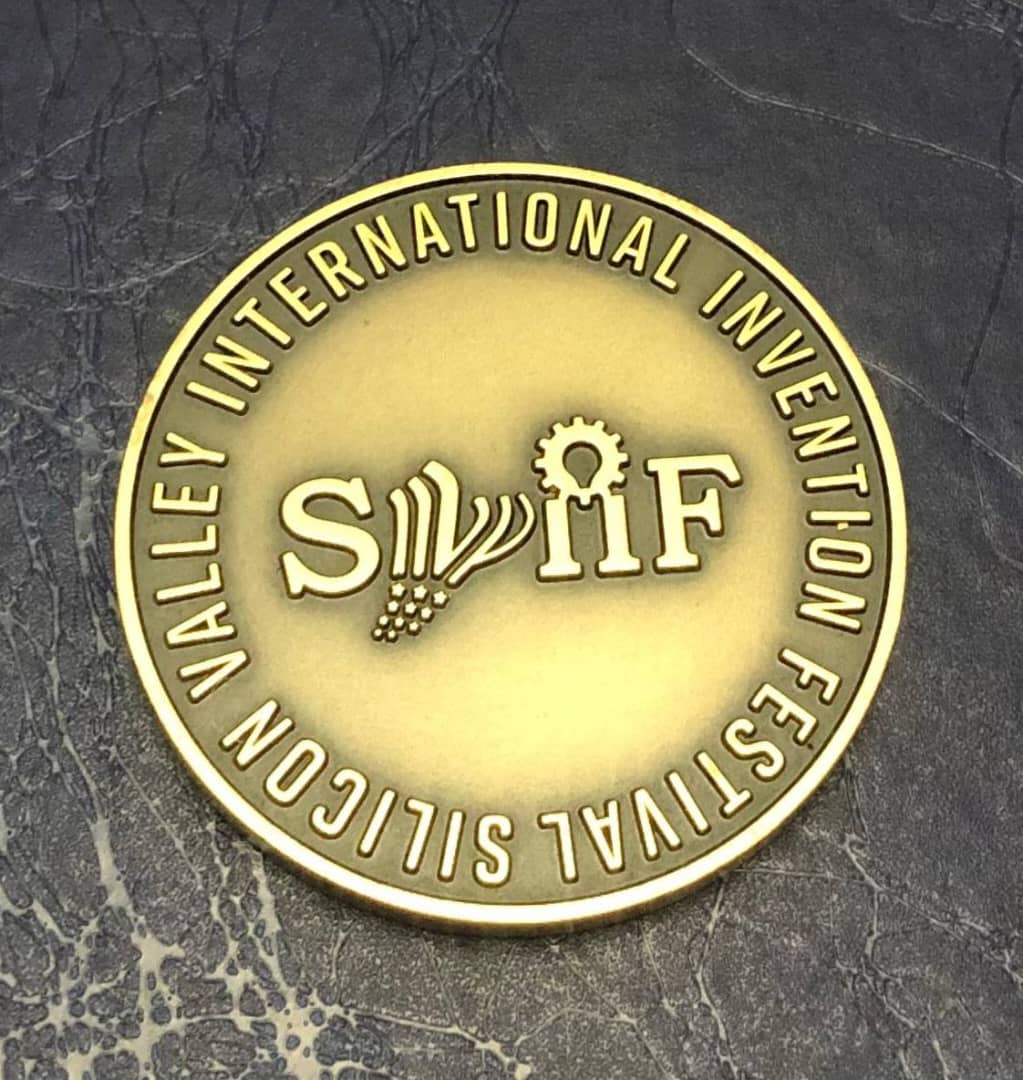 SILICON VALLEY INTERNATIONAL INVENTION FESTIVAL
SVIIF